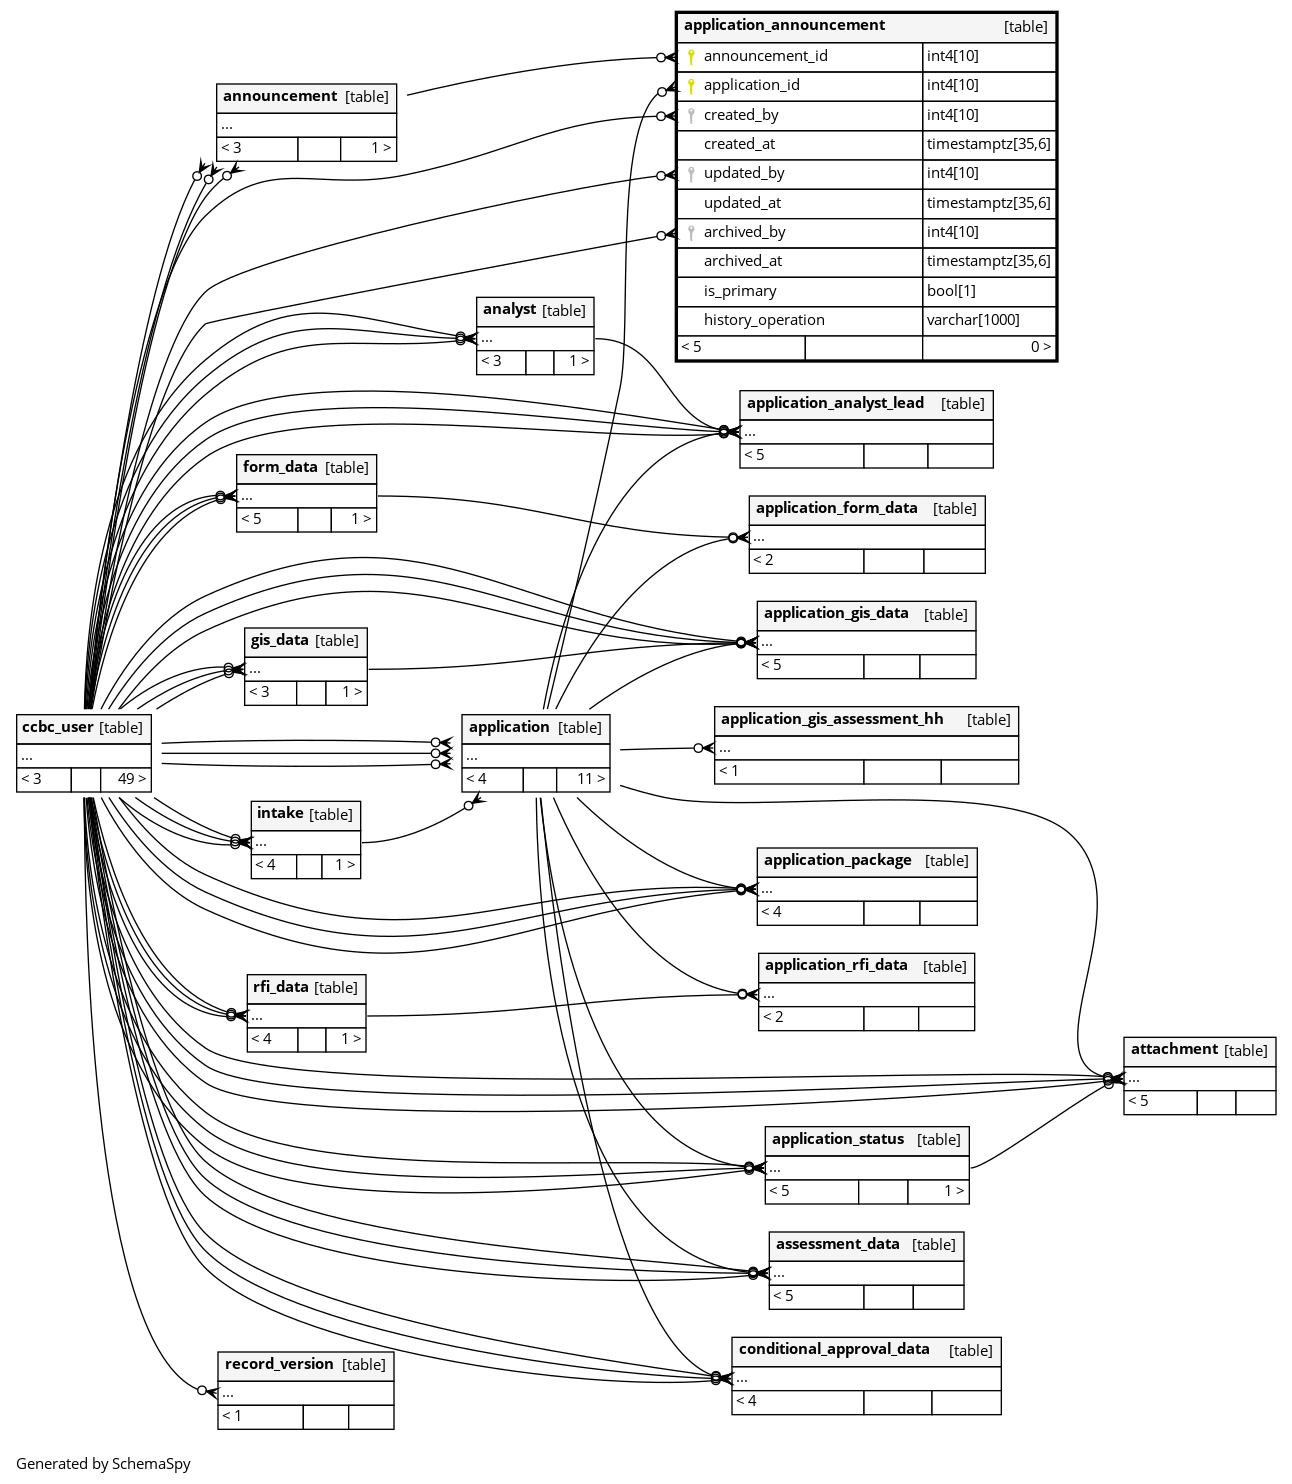 application_announcement [table]
announcement_id int4[10]
application_id int4[10]
created_by int4[10]
created_at timestamptz[35,6]
updated_by int4[10]
updated_at timestamptz[35,6]
archived_by int4[10]
archived_at timestamptz[35,6]
is_primary bool[1]
history_operation varchar[1000]
< 5 0 >
announcement [table]
...
< 3 1 >
analyst [table]
...
< 3 1 >
application_analyst_lead [table]
...
< 5
form_data [table]
...
< 5 1 >
application_form_data [table]
...
< 2
application_gis_data [table]
...
< 5
gis_data [table]
...
< 3 1 >
ccbc_user [table]
...
< 3 49 >
application [table]
...
< 4 11 >
application_gis_assessment_hh [table]
...
< 1
intake [table]
...
< 4 1 >
application_package [table]
...
< 4
application_rfi_data [table]
...
< 2
rfi_data [table]
...
< 4 1 >
attachment [table]
...
< 5
application_status [table]
...
< 5 1 >
assessment_data [table]
...
< 5
conditional_approval_data [table]
...
< 4
record_version [table]
...
< 1
Generated by SchemaSpy